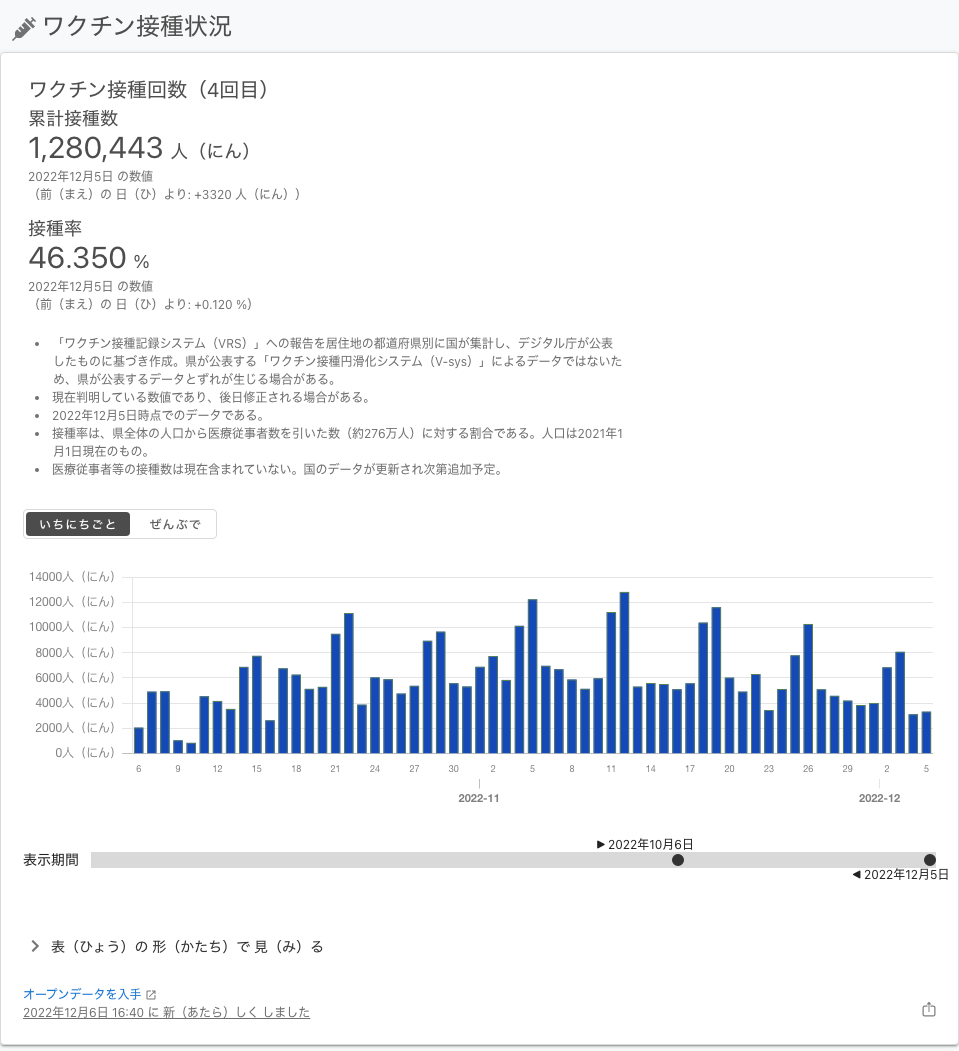 ワクチン接種状況
ワクチン接種回数（4回目）
累計接種数
1,280,443 人（にん）
2022年12月5日 の数値
（前（まえ）の 日（ひ）より: +3320 人（にん））
接種率
46.350 %
2022年12月5日 の数値
（前（まえ）の 日（ひ）より: +0.120 %）
• 「ワクチン接種記録システム（VRS）」への報告を居住地の都道府県別に国が集計し、デジタル庁が公表
したものに基づき作成。県が公表する「ワクチン接種円滑化システム（V-sys）」によるデータではないた
め、県が公表するデータとずれが生じる場合がある。
• 現在判明している数値であり、後日修正される場合がある。
• 2022年12月5日時点でのデータである。
• 接種率は、県全体の人口から医療従事者数を引いた数（約276万人）に対する割合である。人口は2021年1
月1日現在のもの。
• 医療従事者等の接種数は現在含まれていない。国のデータが更新され次第追加予定。
いちにちごと ぜんぶで
14000人（にん）
12000人（にん）
10000人（にん）
8000人（にん）
6000人（にん）
4000人（にん）
2000人（にん）
0人（にん）
6 9 12 15 18 21 24 27 30 2 5 8 11 14 17 20 23 26 29 2 5
2022-11 2022-12
▶ 2022年10月6日
表示期間
◀ 2022年12月5日
表（ひょう）の 形（かたち）で 見（み）る
オープンデータを入手
2022年12月6日 16:40 に 新（あたら）しく しました